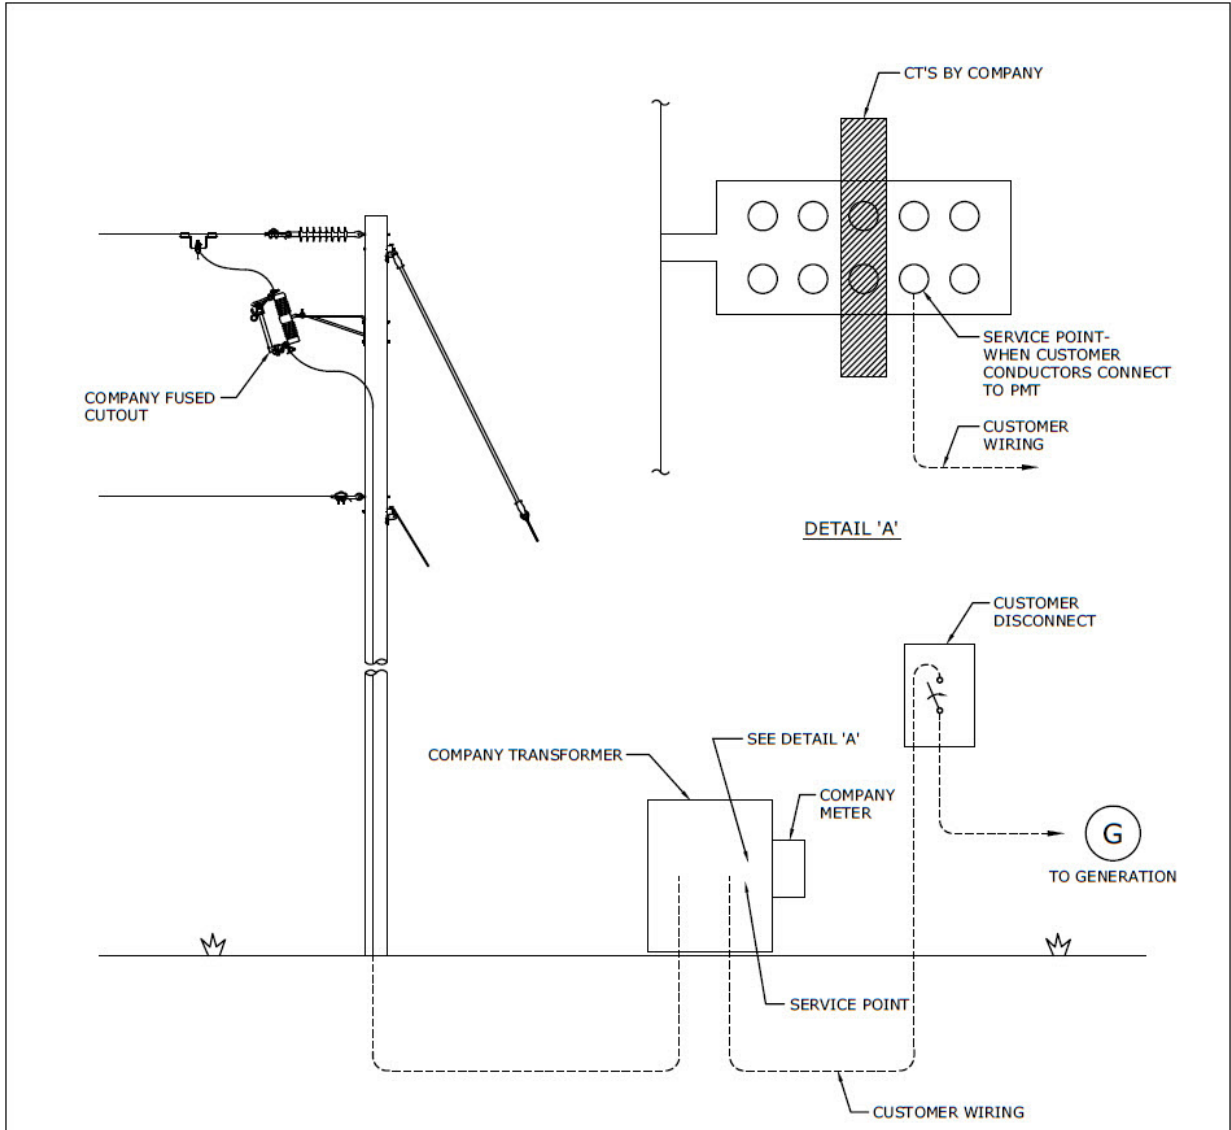 CT'S BY COMPANY
SERVICE POINT-
WHEN CUSTOMER
CONDUCTORS CONNECT
TO PMT
COMPANY FUSED
CUTOUT
CUSTOMER
WIRING
DETAIL 'A'
CUSTOMER
DISCONNECT
SEE DETAIL 'A'
COMPANY TRANSFORMER
COMPANY
METER
G
TO GENERATION
SERVICE POINT
CUSTOMER WIRING